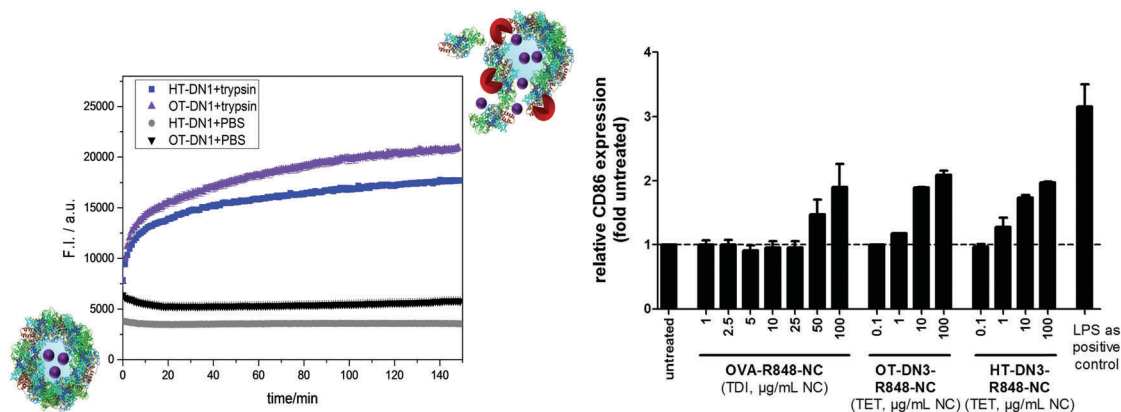 HT-DN1+trypsin
OT-DN1+trypsin
HT-DN1+PBS
OT-DN1+PBS
F.I. / a.u.
25000
20000
15000
10000
5000
0
0 20 40 60 80 100 120 140
time/min
relative CD86 expression
(fold untreated)
4
3
2
1
0
untreated
1 2.5 5 10 25 50 100
0.1 1 10 100
0.1 1 10 100
OVA-R848-NC
(TDI, µg/mL NC)
OT-DN3-
R848-NC
(TET, µg/mL NC)
HT-DN3-
R848-NC
(TET, µg/mL NC)
LPS as
positive
control